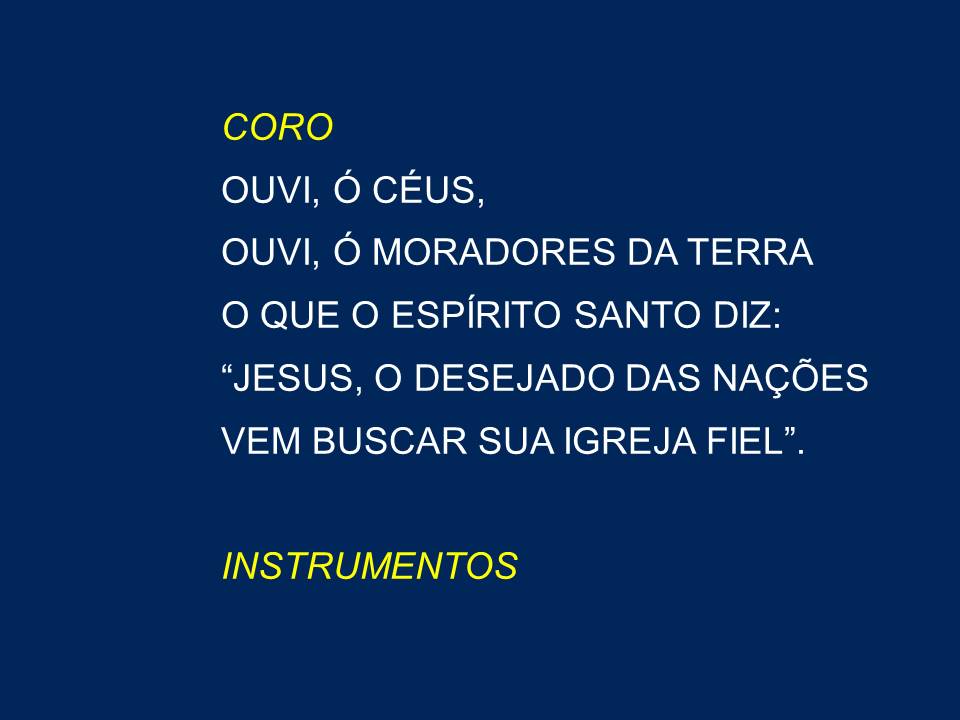 CORO
OUVI, Ó CÉUS,
OUVI, Ó MORADORES DA TERRA
O QUE O ESPÍRITO SANTO DIZ:
“JESUS, O DESEJADO DAS NAÇÕES
VEM BUSCAR SUA IGREJA FIEL”.
INSTRUMENTOS